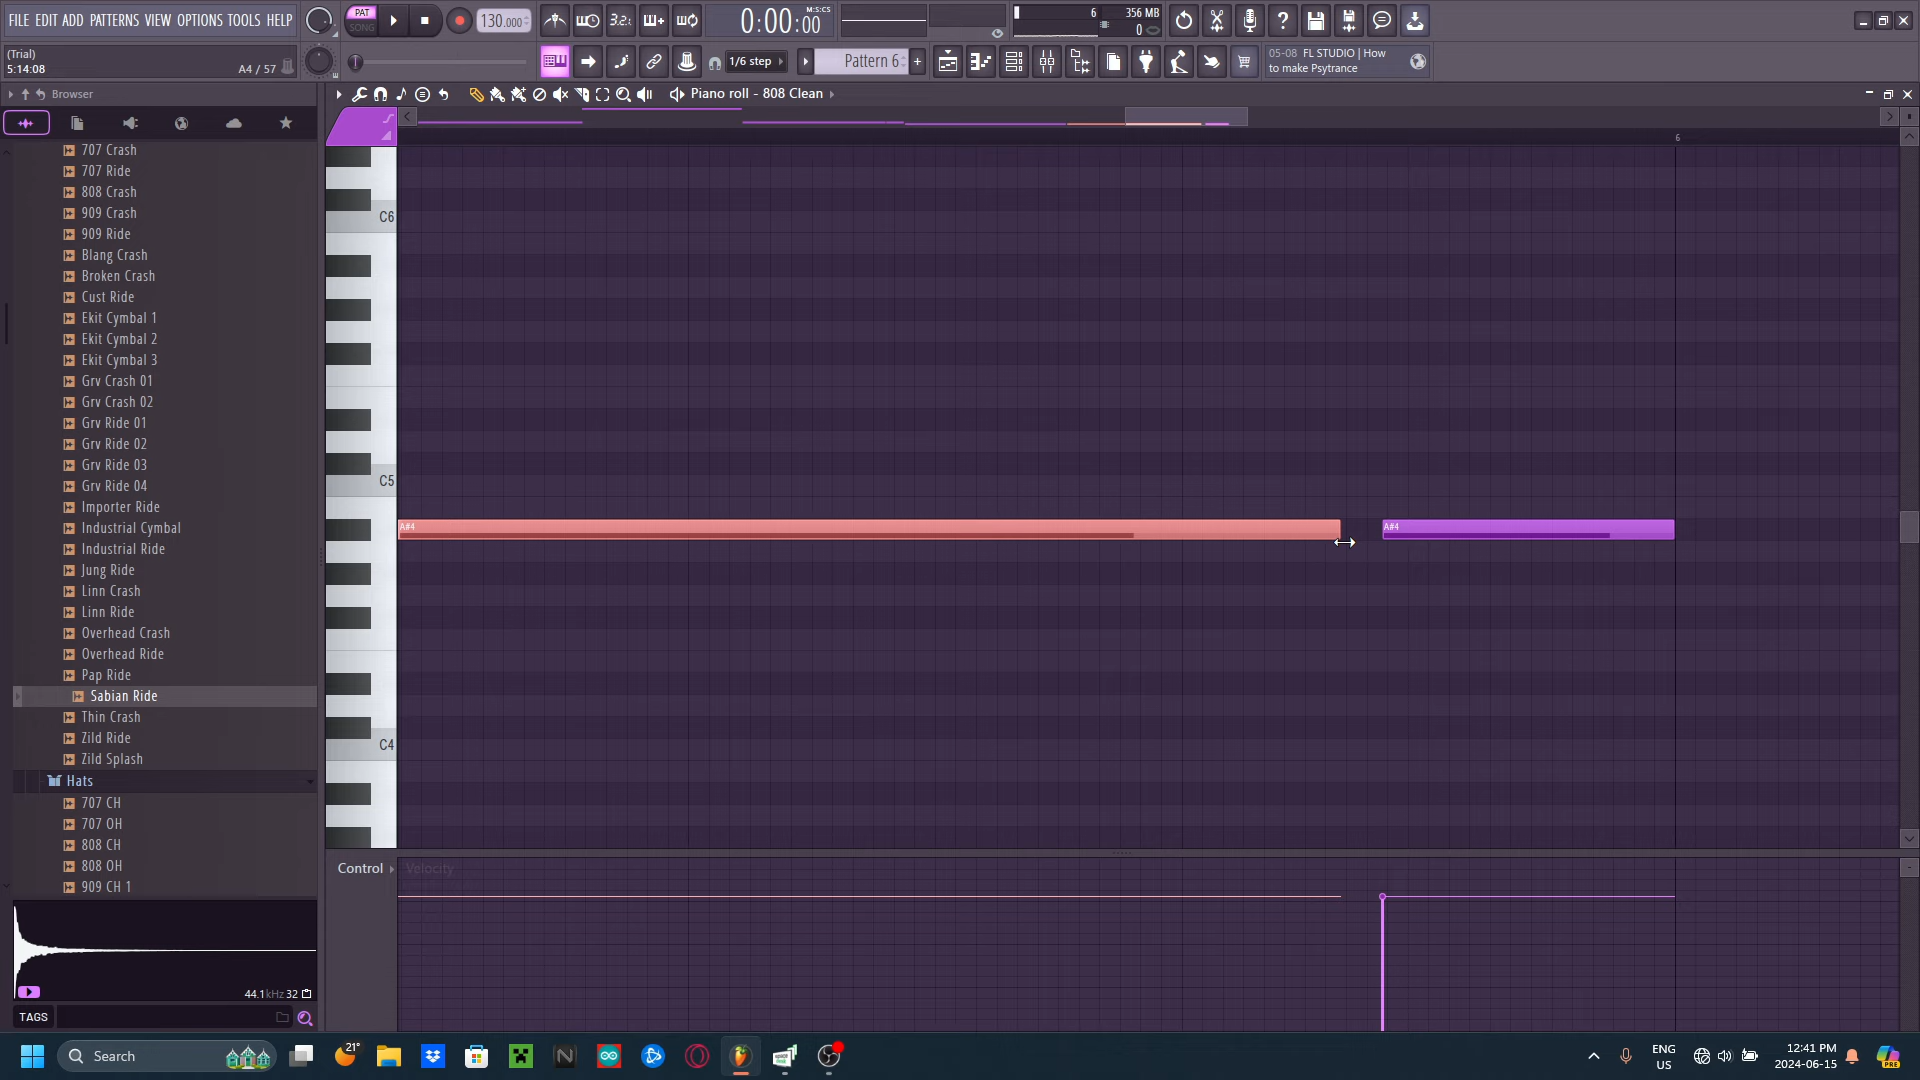 FILE EDIT ADD PATTERNS VIEW OPTIONS TOOLS HELP
PAT
SONG
130.000
3.2.
0:00:00
M:S:CS
6
356 MB
0
(Trial)
5:14:08
A4 / 57
1/6 step
Pattern 6
05-08 FL STUDIO | How
to make Psytrance
Browser
Piano roll - 808 Clean
6
707 Crash
707 Ride
808 Crash
909 Crash
909 Ride
Blang Crash
Broken Crash
Cust Ride
Ekit Cymbal 1
Ekit Cymbal 2
Ekit Cymbal 3
Grv Crash 01
Grv Crash 02
Grv Ride 01
Grv Ride 02
Grv Ride 03
Grv Ride 04
Importer Ride
Industrial Cymbal
Industrial Ride
Jung Ride
Linn Crash
Linn Ride
Overhead Crash
Overhead Ride
Pap Ride
Sabian Ride
Thin Crash
Zild Ride
Zild Splash
Hats
707 CH
707 OH
808 CH
808 OH
909 CH 1
44.1kHz 32
TAGS
C6
C5
C4
A#4
A#4
Control
Velocity
Search
21°
ENG
US
12:41 PM
2024-06-15
PRE